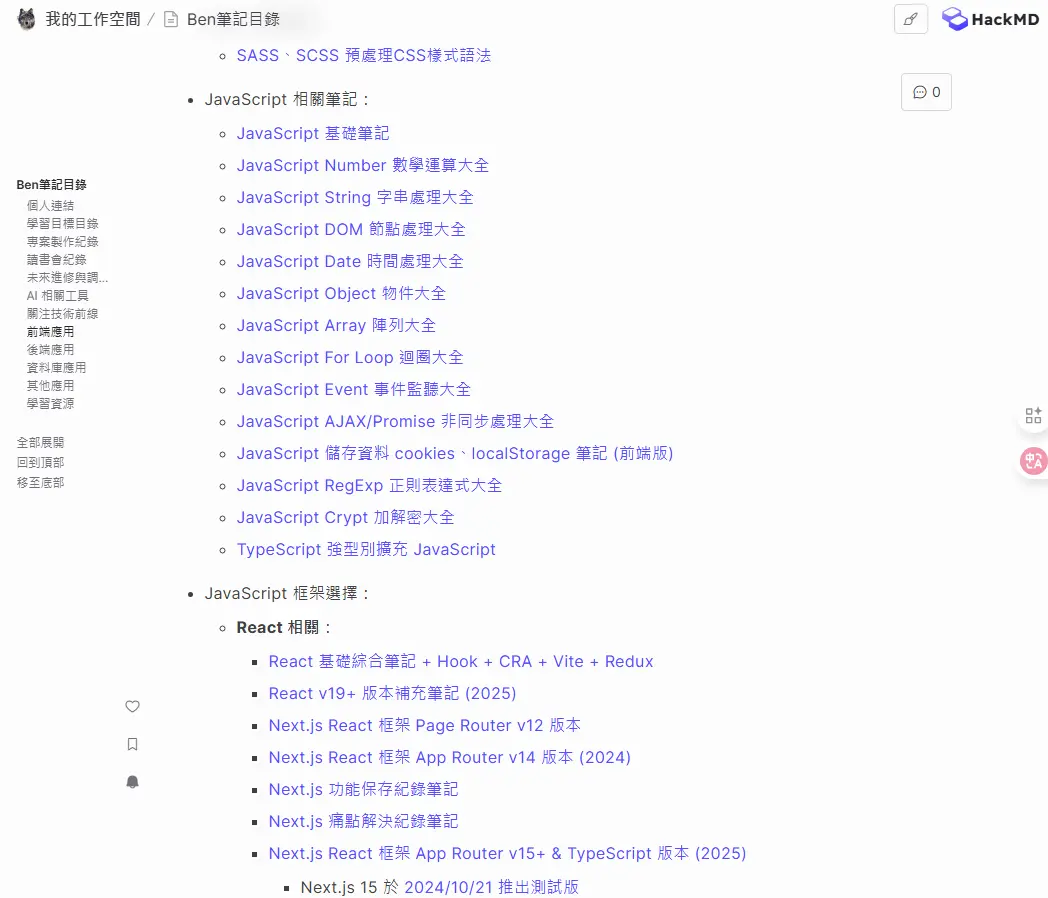 我的工作空間 / Ben筆記目錄
HackMD
SASS、SCSS 預處理CSS樣式語法
0
JavaScript 相關筆記：
JavaScript 基礎筆記
JavaScript Number 數學運算大全
JavaScript String 字串處理大全
JavaScript DOM 節點處理大全
JavaScript Date 時間處理大全
JavaScript Object 物件大全
JavaScript Array 陣列大全
JavaScript For Loop 迴圈大全
JavaScript Event 事件監聽大全
JavaScript AJAX/Promise 非同步處理大全
JavaScript 儲存資料 cookies、localStorage 筆記 (前端版)
JavaScript RegExp 正則表達式大全
JavaScript Crypt 加解密大全
TypeScript 強型別擴充 JavaScript
JavaScript 框架選擇：
React 相關：
React 基礎綜合筆記 + Hook + CRA + Vite + Redux
React v19+ 版本補充筆記 (2025)
Next.js React 框架 Page Router v12 版本
Next.js React 框架 App Router v14 版本 (2024)
Next.js 功能保存紀錄筆記
Next.js 痛點解決紀錄筆記
Next.js React 框架 App Router v15+ & TypeScript 版本 (2025)
Next.js 15 於 2024/10/21 推出測試版
Ben筆記目錄
個人連結
學習目標目錄
專案製作紀錄
讀書會紀錄
未來進修與調...
AI 相關工具
關注技術前線
前端應用
後端應用
資料庫應用
其他應用
學習資源
全部展開
回到頂部
移至底部
中A